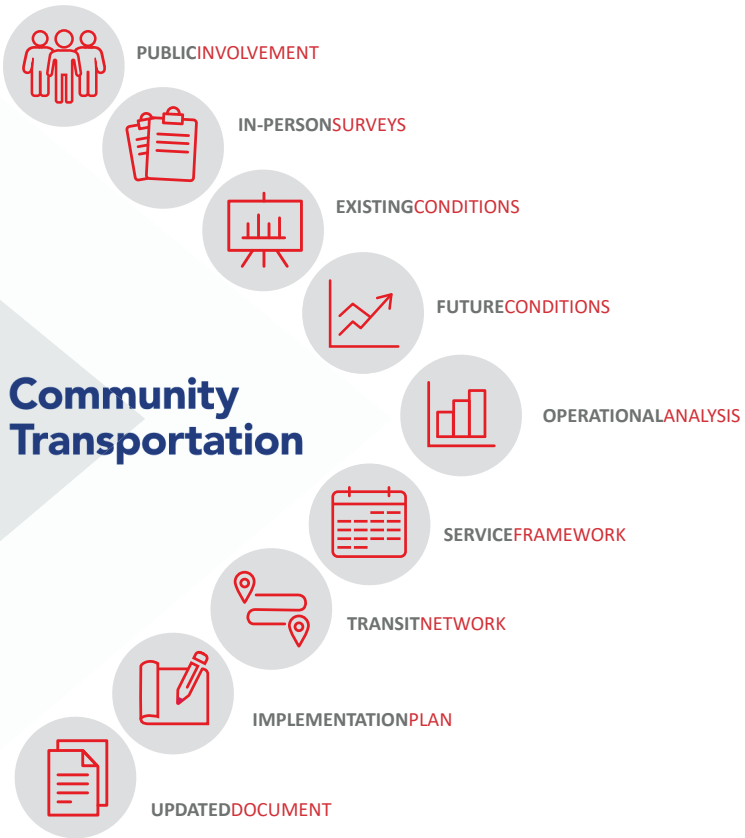 PUBLICINVOLVEMENT
IN-PERSONSURVEYS
EXISTINGCONDITIONS
FUTURECONDITIONS
Community
Transportation
OPERATIONALANALYSIS
SERVICEFRAMEWORK
TRANSITNETWORK
IMPLEMENTATIONPLAN
UPDATEDDOCUMENT